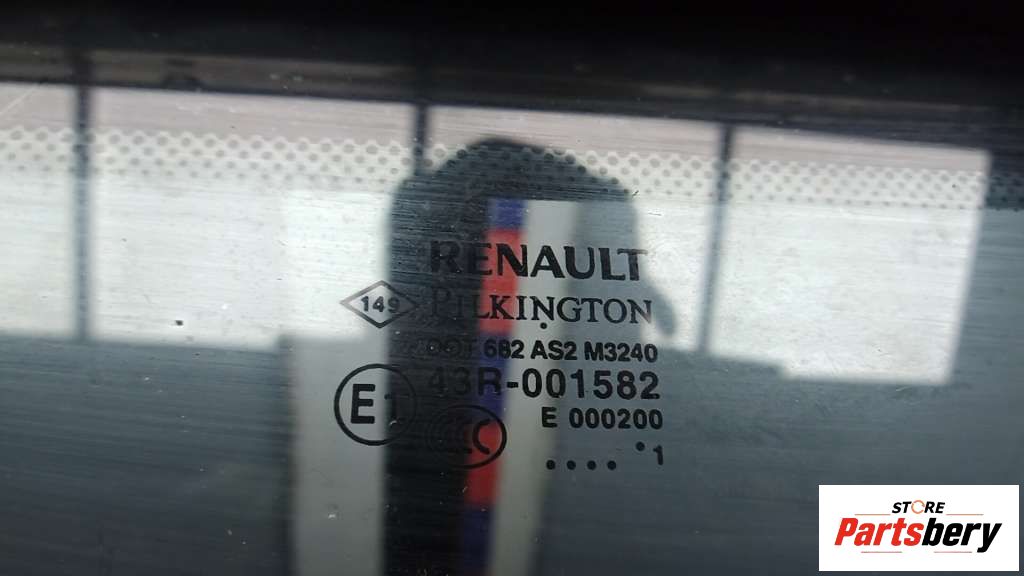 RENAULT
149 PILKINGTON
DOT 682 AS2 M3240
E1 43R-001582
CCC E 000200
.... • 1
STORE
Partsbery